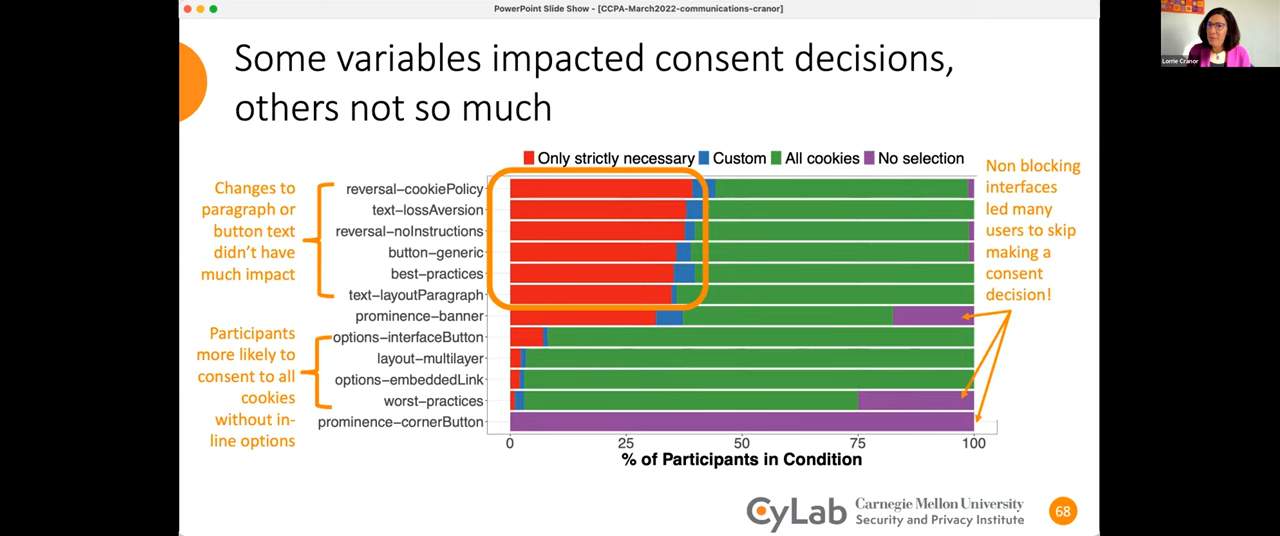 PowerPoint Slide Show - [CCPA-March2022-communications-cranor]
Lorrie Cranor
Some variables impacted consent decisions,
others not so much
Only strictly necessary Custom All cookies No selection
Changes to
paragraph or
button text
didn't have
much impact
Participants
more likely to
consent to all
cookies
without in-
line options
reversal-cookiePolicy
text-lossAversion
reversal-noInstructions
button-generic
best-practices
text-layoutParagraph
prominence-banner
options-interfaceButton
layout-multilayer
options-embeddedLink
worst-practices
prominence-cornerButton
0 25 50 75 100
% of Participants in Condition
Non blocking
interfaces
led many
users to skip
making a
consent
decision!
CyLab
Carnegie Mellon University
Security and Privacy Institute
68